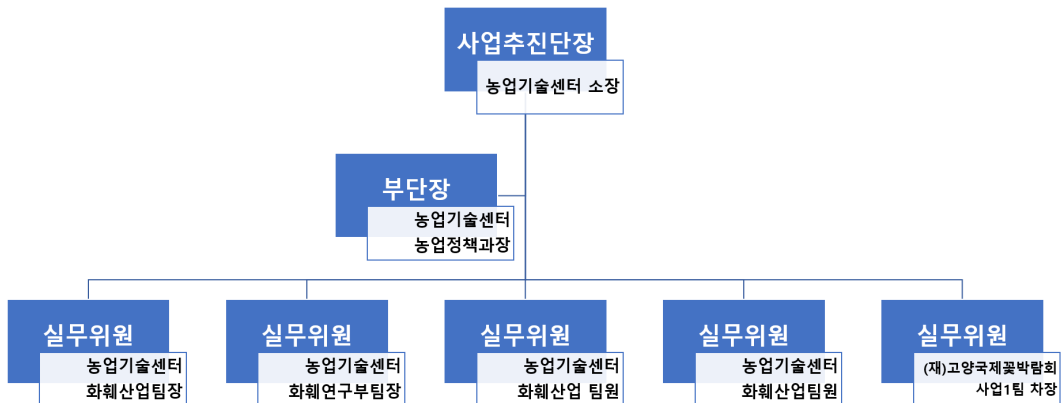 사업추진단장
농업기술센터 소장
부단장
농업기술센터
농업정책과장
실무위원
농업기술센터
화훼산업팀장
실무위원
농업기술센터
화훼연구부팀장
실무위원
농업기술센터
화훼산업 팀원
실무위원
농업기술센터
화훼산업팀원
실무위원
(재)고양국제꽃박람회
사업1팀 차장